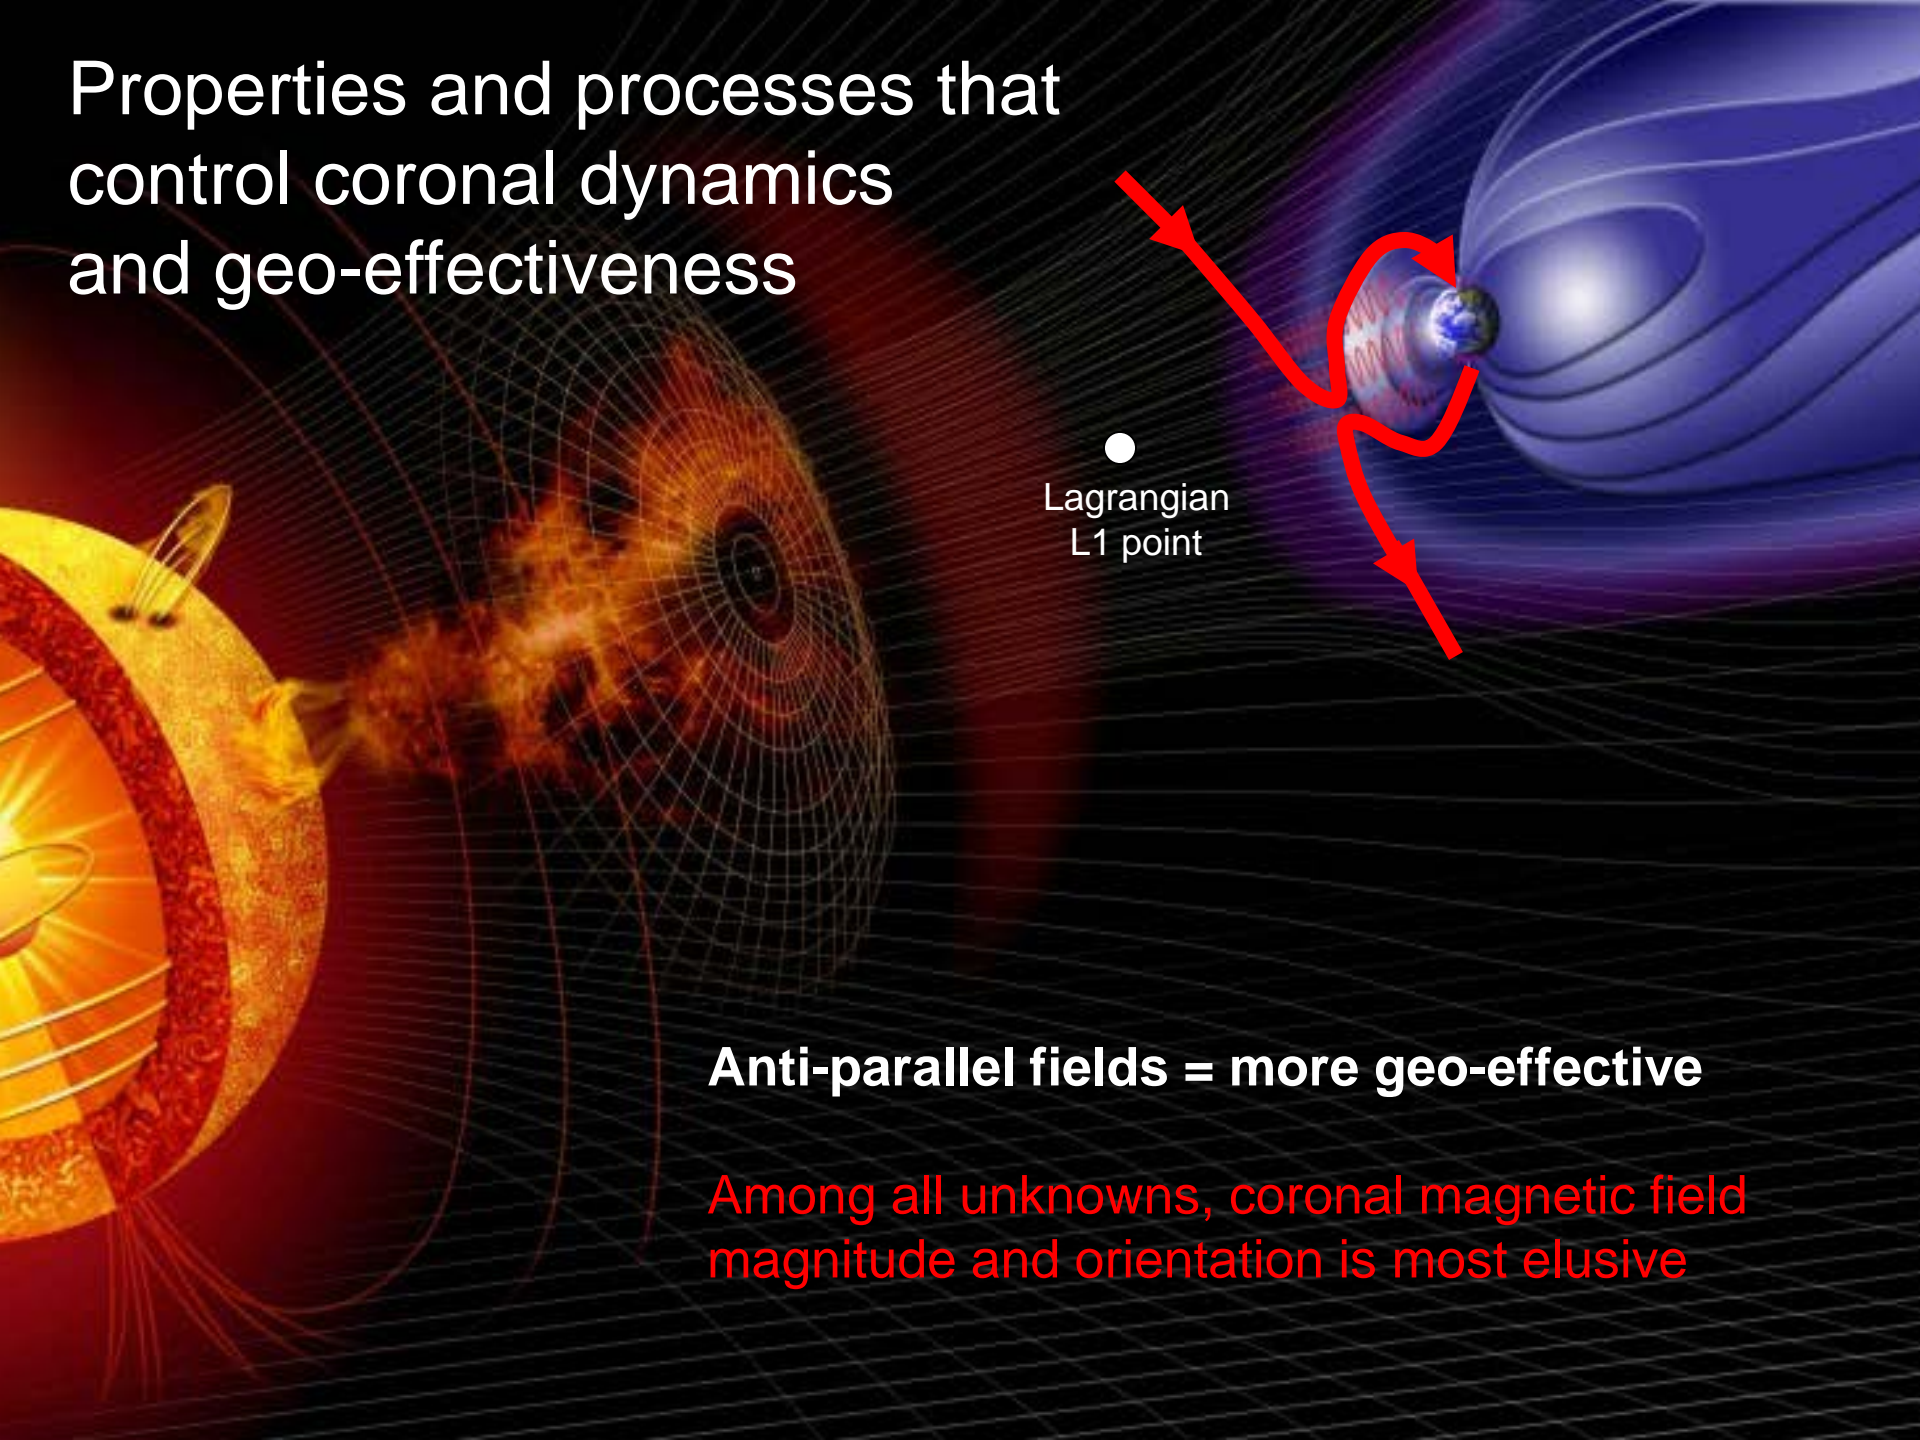 Properties and processes that
control coronal dynamics
and geo-effectiveness
Lagrangian
L1 point
Anti-parallel fields = more geo-effective
Among all unknowns, coronal magnetic field
magnitude and orientation is most elusive